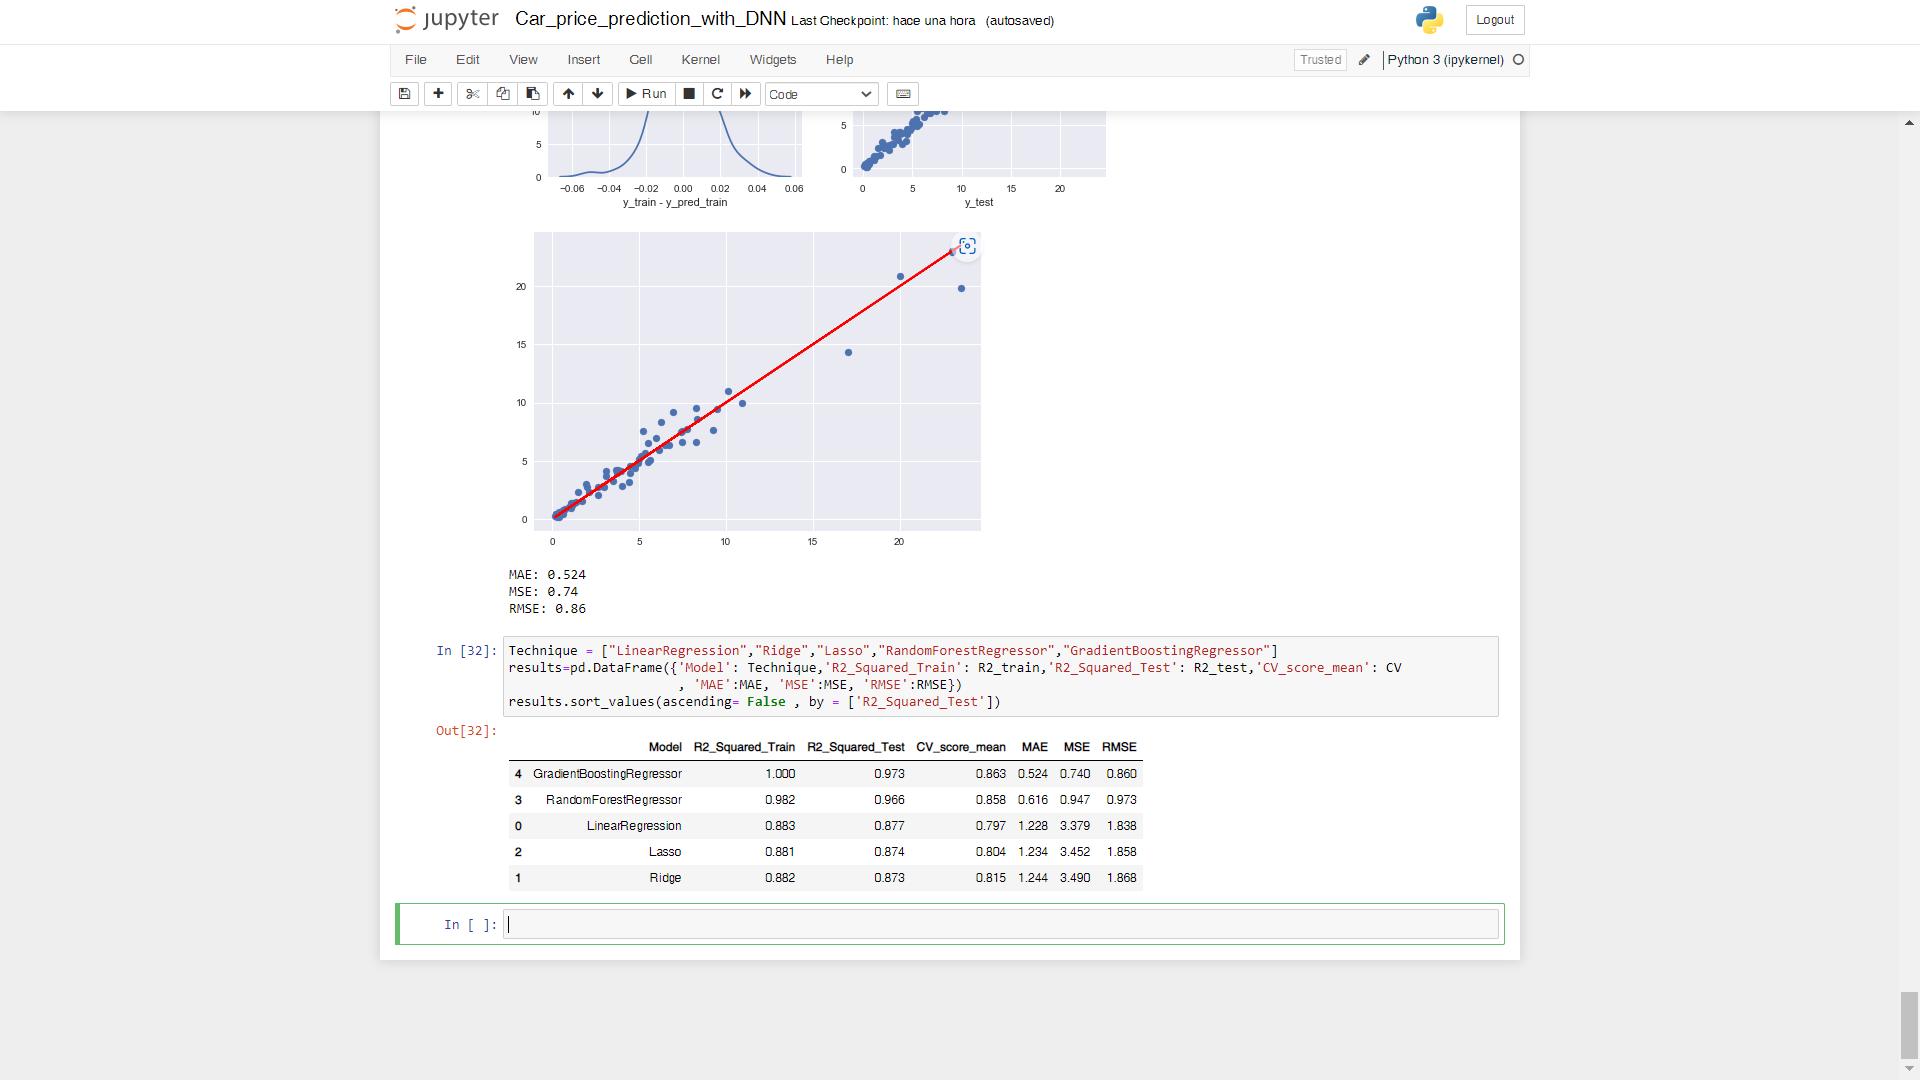 jupyter Car_price_prediction_with_DNN Last Checkpoint: hace una hora (autosaved) Logout
File Edit View Insert Cell Kernel Widgets Help Trusted Python 3 (ipykernel)
Run Code
10
5
0
−0.06 −0.04 −0.02 0.00 0.02 0.04 0.06
y_train - y_pred_train
5
0
0 5 10 15 20
y_test
20
15
10
5
0
0 5 10 15 20
MAE: 0.524
MSE: 0.74
RMSE: 0.86
In [32]: Technique = ["LinearRegression","Ridge","Lasso","RandomForestRegressor","GradientBoostingRegressor"]
results=pd.DataFrame({'Model': Technique,'R2_Squared_Train': R2_train,'R2_Squared_Test': R2_test,'CV_score_mean': CV
, 'MAE':MAE, 'MSE':MSE, 'RMSE':RMSE})
results.sort_values(ascending= False , by = ['R2_Squared_Test'])
Out[32]:
Model R2_Squared_Train R2_Squared_Test CV_score_mean MAE MSE RMSE
4 GradientBoostingRegressor 1.000 0.973 0.863 0.524 0.740 0.860
3 RandomForestRegressor 0.982 0.966 0.858 0.616 0.947 0.973
0 LinearRegression 0.883 0.877 0.797 1.228 3.379 1.838
2 Lasso 0.881 0.874 0.804 1.234 3.452 1.858
1 Ridge 0.882 0.873 0.815 1.244 3.490 1.868
In [ ]: